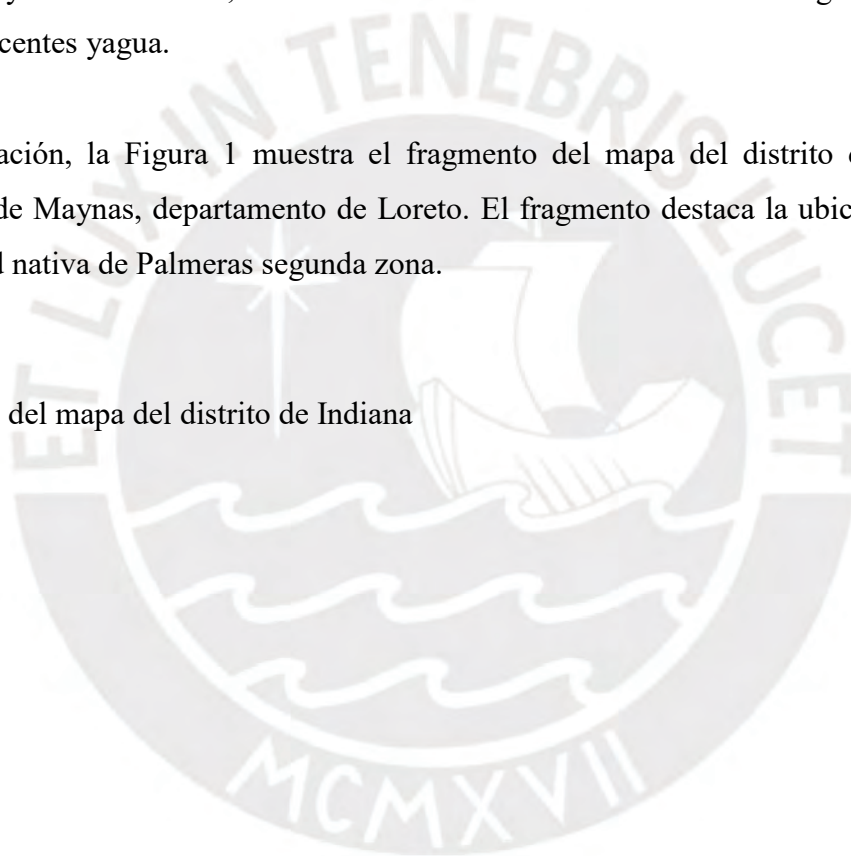 centes yagua.
ación, la Figura 1 muestra el fragmento del mapa del distrito
de Maynas, departamento de Loreto. El fragmento destaca la ubic
nativa de Palmeras segunda zona.
del mapa del distrito de Indiana
ET LUX IN TENEBRIS LUCET
MCMXVII